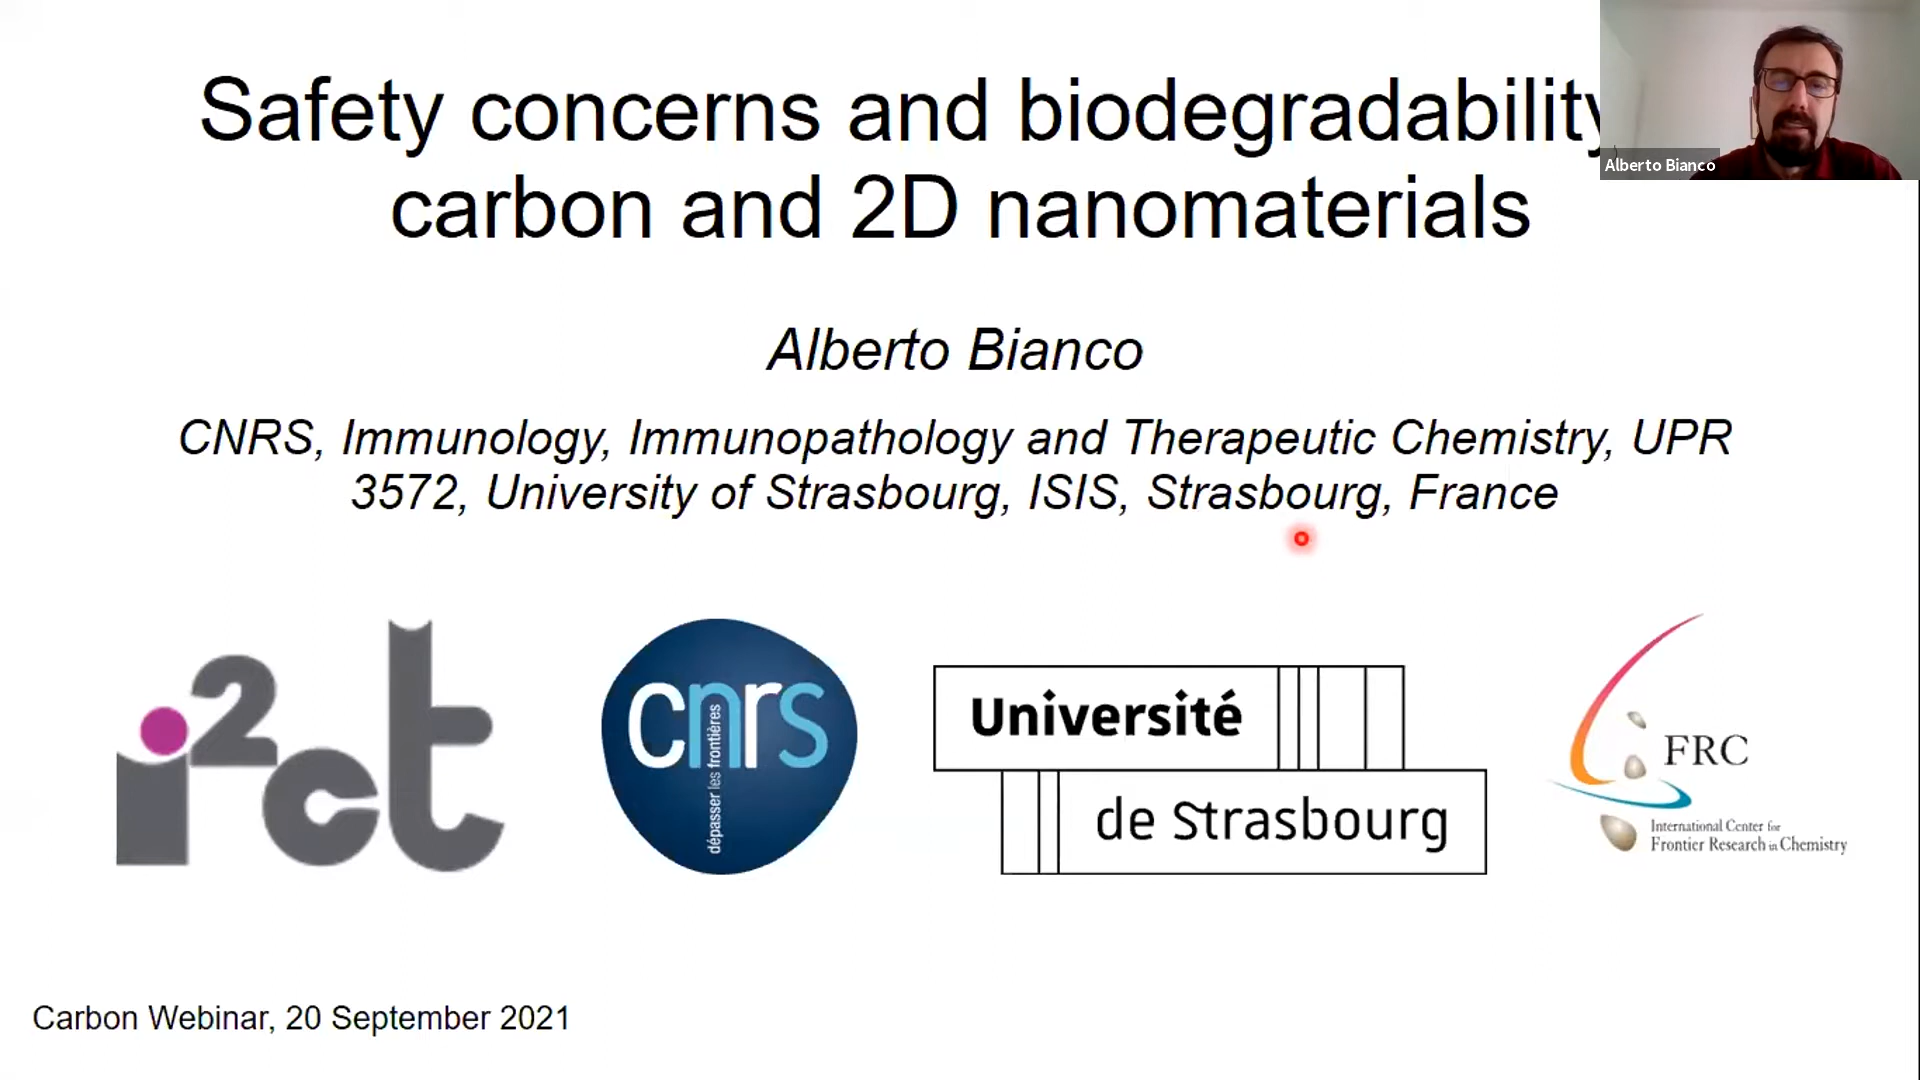 Safety concerns and biodegradability
carbon and 2D nanomaterials
Alberto Bianco
Alberto Bianco
CNRS, Immunology, Immunopathology and Therapeutic Chemistry, UPR
3572, University of Strasbourg, ISIS, Strasbourg, France
i2ct
cnrs
dépasser les frontières
Université
de Strasbourg
FRC
International Center for
Frontier Research in Chemistry
Carbon Webinar, 20 September 2021